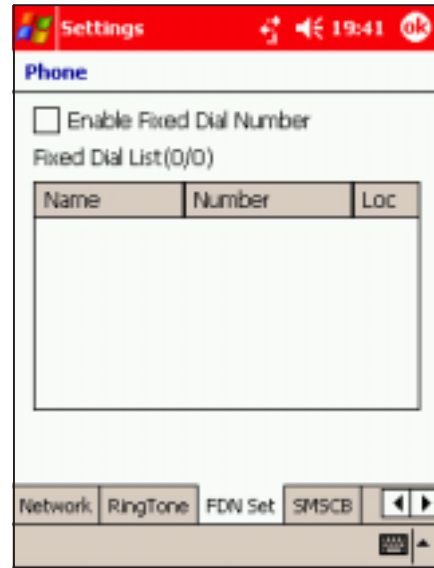 Settings 19:41 ok
Phone
Enable Fixed Dial Number
Fixed Dial List(0/0)
Name Number Loc
Network RingTone FDN Set SMSCB